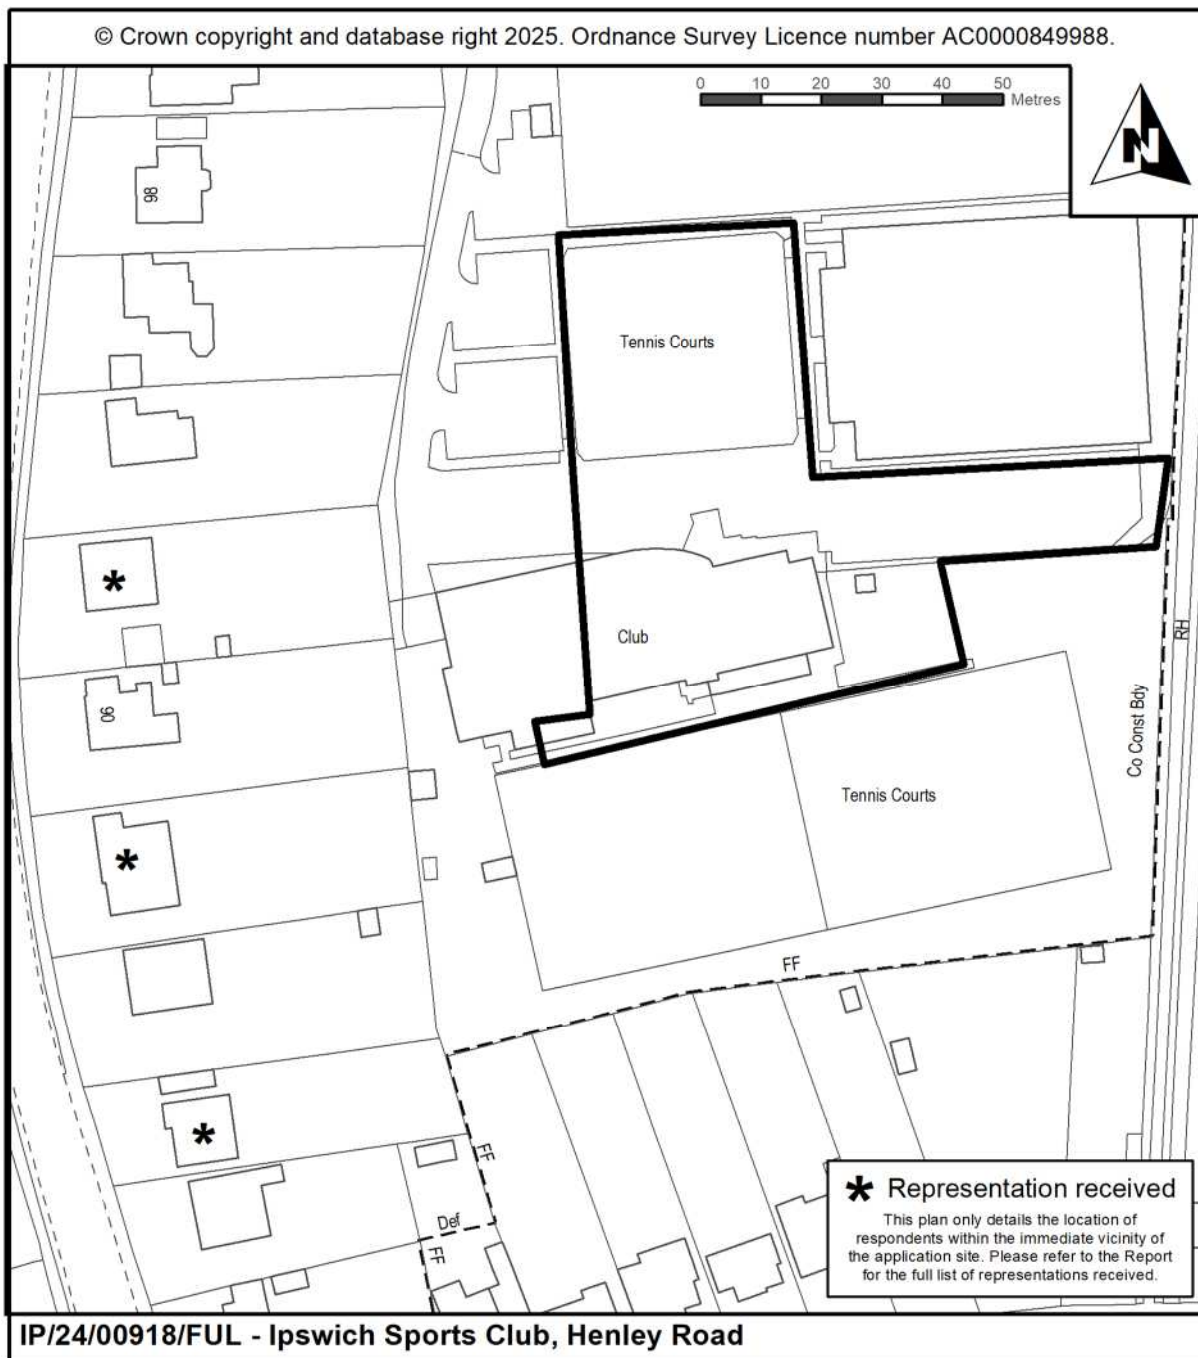 © Crown copyright and database right 2025. Ordnance Survey Licence number AC0000849988.
0 10 20 30 40 50
Metres
N
98
Tennis Courts
Club
RH
90
Co Const Bdy
Tennis Courts
FF
FF
Def
FF
* Representation received
This plan only details the location of
respondents within the immediate vicinity of
the application site. Please refer to the Report
for the full list of representations received.
IP/24/00918/FUL - Ipswich Sports Club, Henley Road